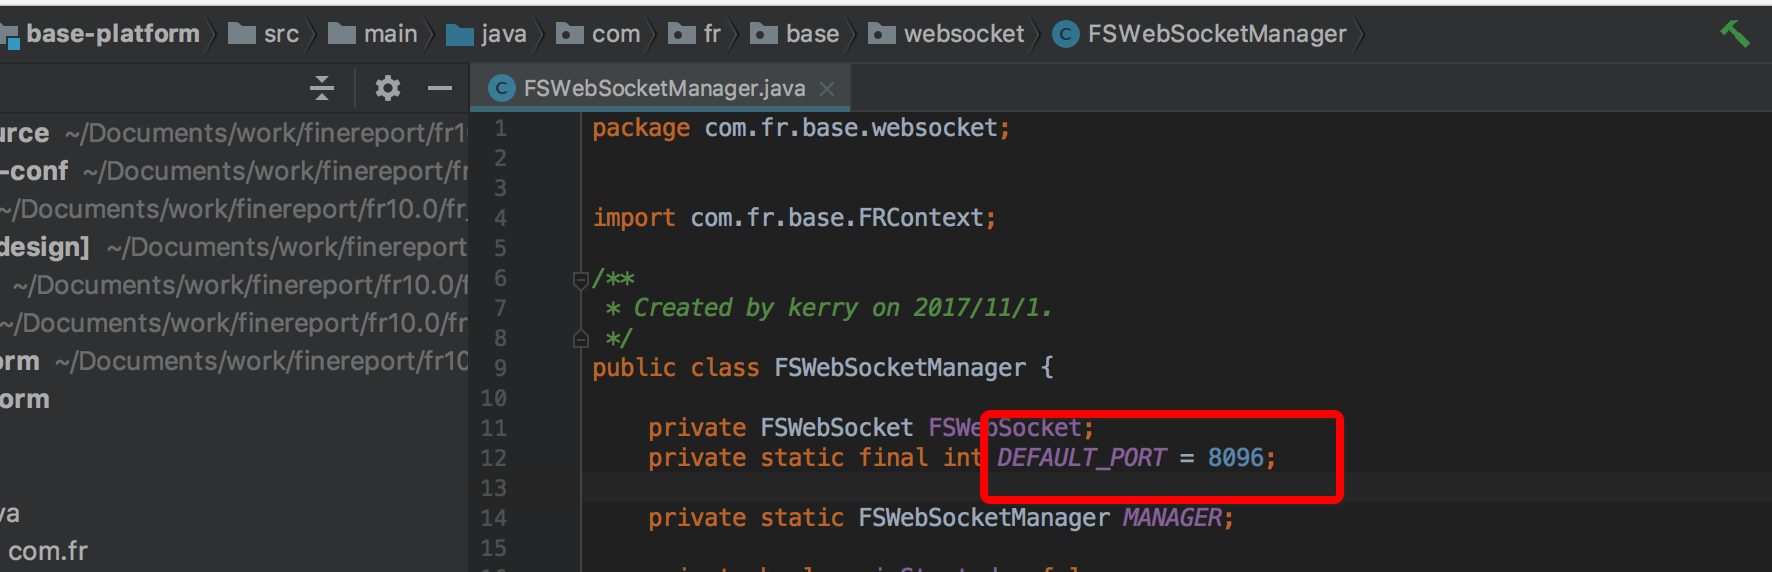 base-platform src main java com fr base websocket C FSWebSocketManager
C FSWebSocketManager.java
urce ~/Documents/work/finereport/fr10
-conf ~/Documents/work/finereport/fr
~/Documents/work/finereport/fr10.0/fr_
design] ~/Documents/work/finereport
~/Documents/work/finereport/fr10.0/f
~/Documents/work/finereport/fr10.0/fr
orm ~/Documents/work/finereport/fr10
orm
va
com.fr
1 package com.fr.base.websocket;
2
3
4 import com.fr.base.FRContext;
5
6 /**
7 * Created by kerry on 2017/11/1.
8 */
9 public class FSWebSocketManager {
10
11 private FSWebSocket FSWebSocket;
12 private static final int DEFAULT_PORT = 8096;
13
14 private static FSWebSocketManager MANAGER;
15